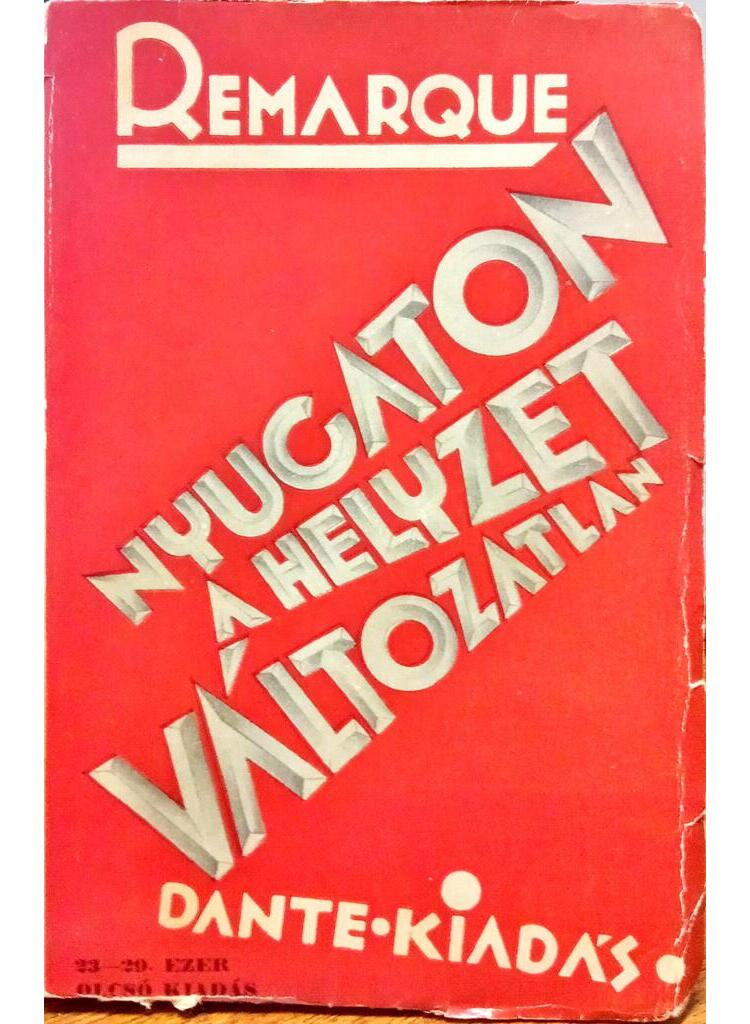 REMARQUE
NYUGATON
A HELYZET
VÁLTOZATLAN
DANTE•KIADÁS.
23—29. EZER
OLCSÓ KIADÁS